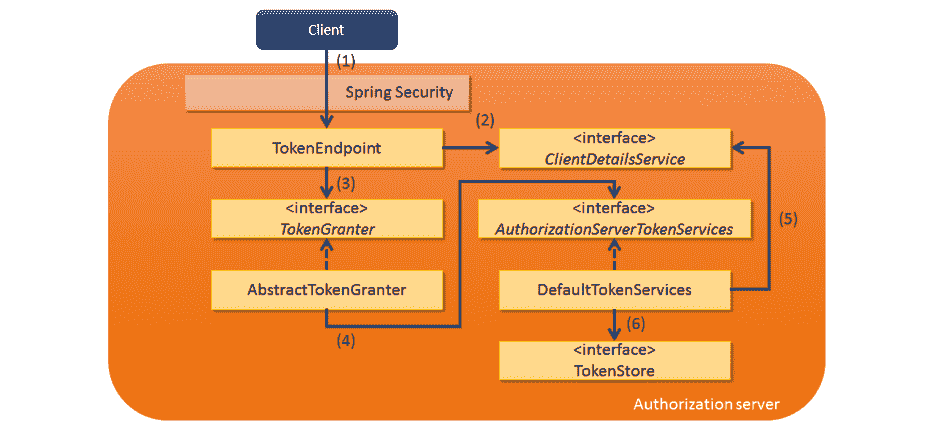 Client
(1)
Spring Security
(2)
TokenEndpoint
<interface>
ClientDetailsService
(3)
<interface>
TokenGranter
<interface>
AuthorizationServerTokenServices
(5)
AbstractTokenGranter
DefaultTokenServices
(4)
(6)
<interface>
TokenStore
Authorization server